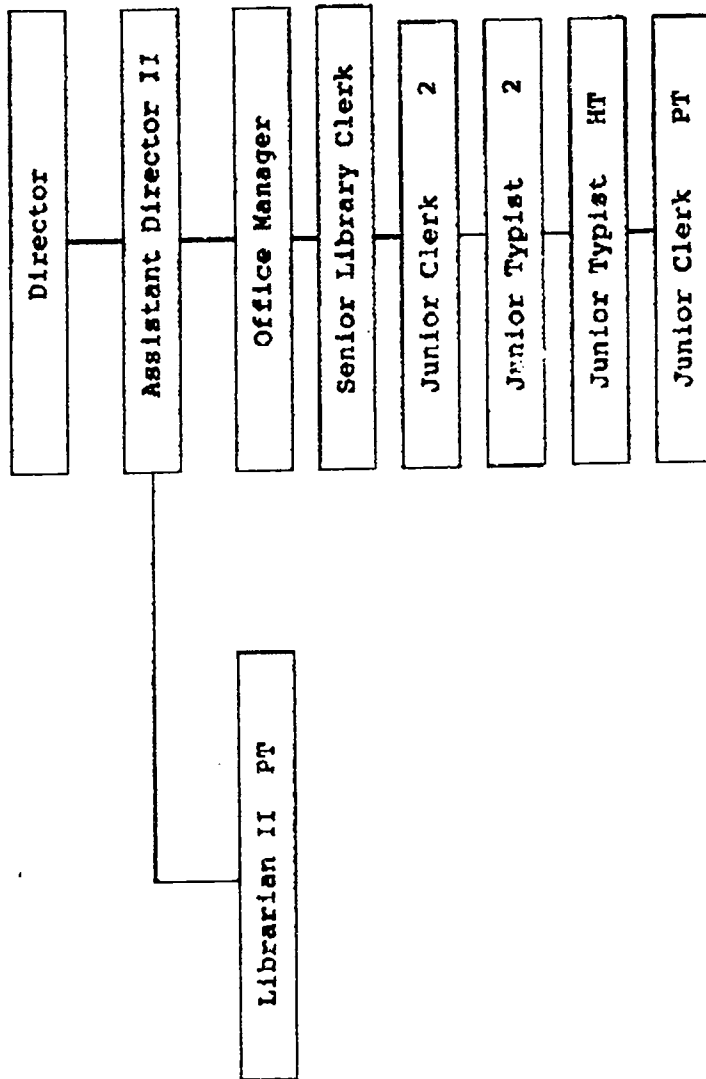 Director
Assistant Director II
Office Manager
Senior Library Clerk
Junior Clerk 2
Junior Typist 2
Junior Typist HT
Junior Clerk PT
Librarian II PT